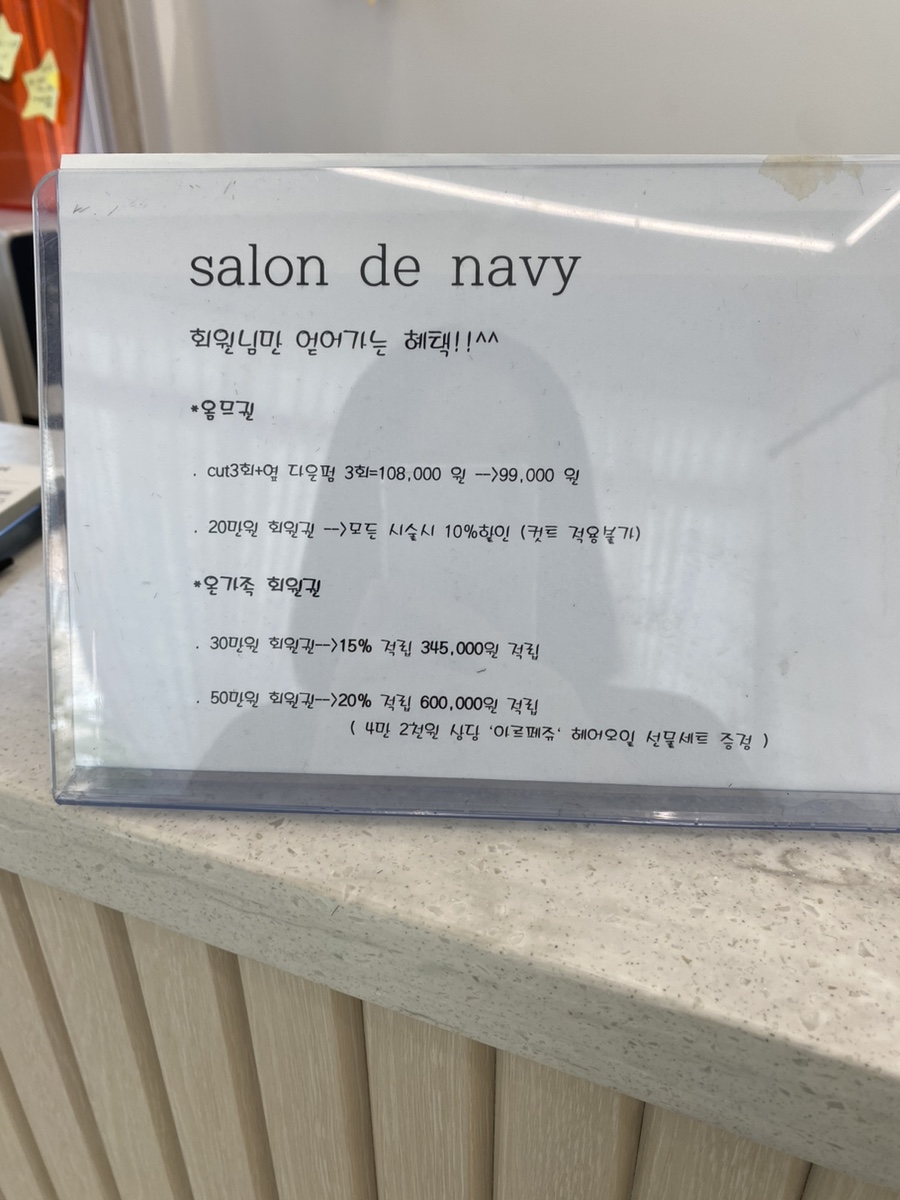 salon de navy
회원님만 얻어가는 혜택!!^^
*옴므권
. cut3회+옆 다운펌 3회=108,000 원 -->99,000 원
. 20만원 회원권 -->모든 시술시 10%할인 (컷트 적용불가)
*온가족 회원권
. 30만원 회원권-->15% 적립 345,000원 적립
. 50만원 회원권-->20% 적립 600,000원 적립
( 4만 2천원 상당 '아르페쥬' 헤어오일 선물세트 증정 )